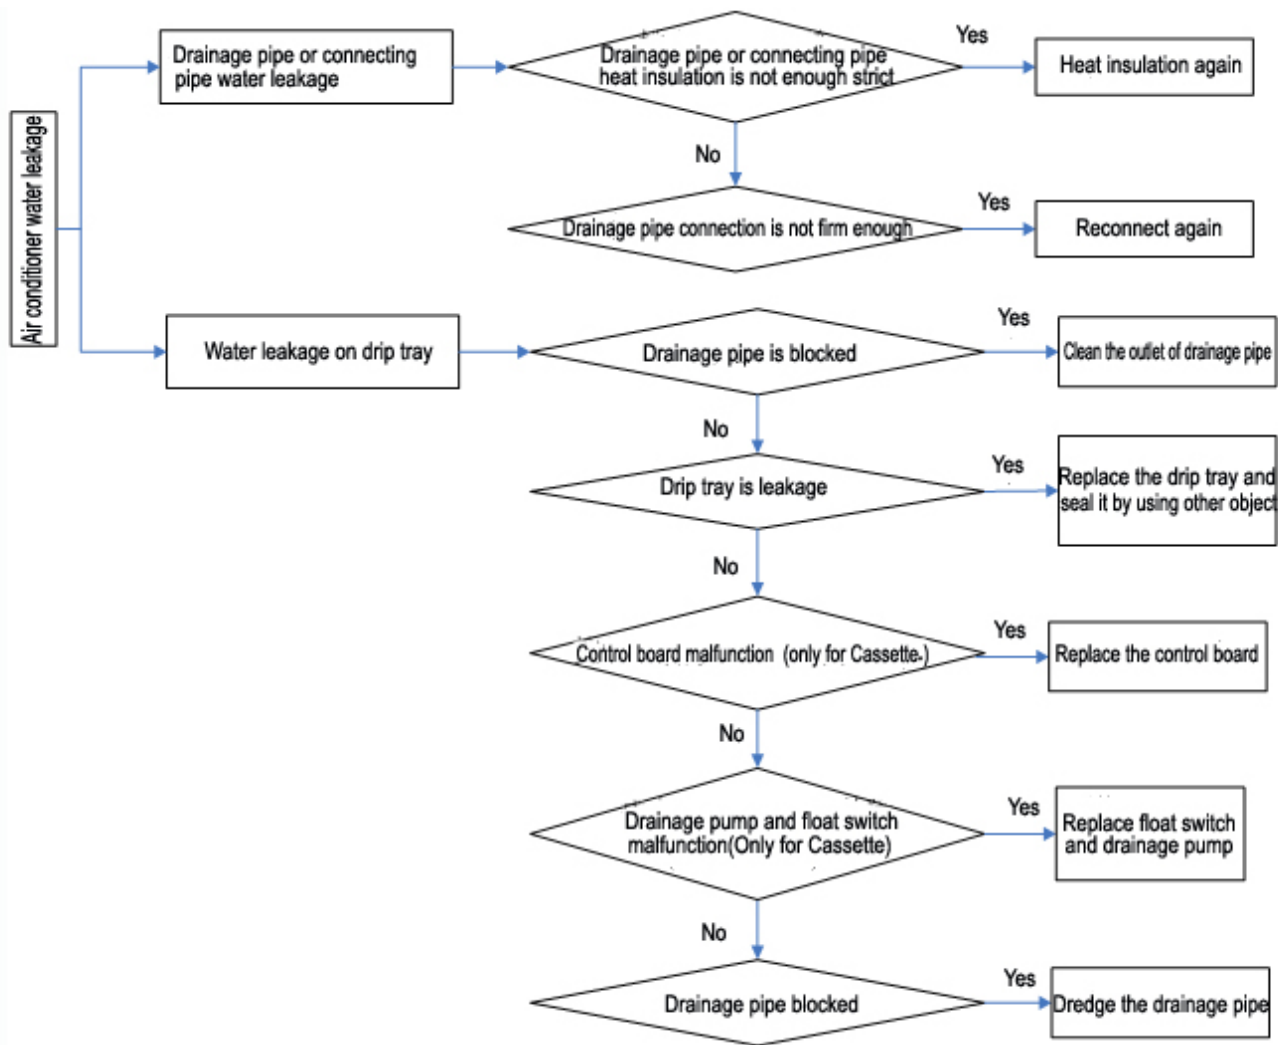 Air conditioner water leakage
Drainage pipe or connecting
pipe water leakage
Drainage pipe or connecting pipe
heat insulation is not enough strict
Yes
Heat insulation again
No
Drainage pipe connection is not firm enough
Yes
Reconnect again
Water leakage on drip tray
Drainage pipe is blocked
Yes
Clean the outlet of drainage pipe
No
Drip tray is leakage
Yes
Replace the drip tray and
seal it by using other object
No
Control board malfunction (only for Cassette.)
Yes
Replace the control board
No
Drainage pump and float switch
malfunction(Only for Cassette)
Yes
Replace float switch
and drainage pump
No
Drainage pipe blocked
Yes
Dredge the drainage pipe